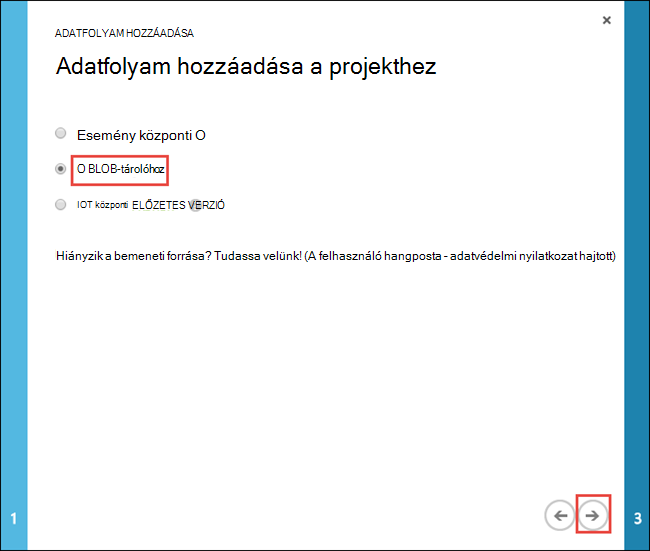 ADATFOLYAM HOZZÁADÁSA
Adatfolyam hozzáadása a projekthez
Esemény központi O
O BLOB-tárolóhoz
IOT központi ELŐZETES VERZIÓ
Hiányzik a bemeneti forrása? Tudassa velünk! (A felhasználó hangposta - adatvédelmi nyilatkozat hajtott)
1
3